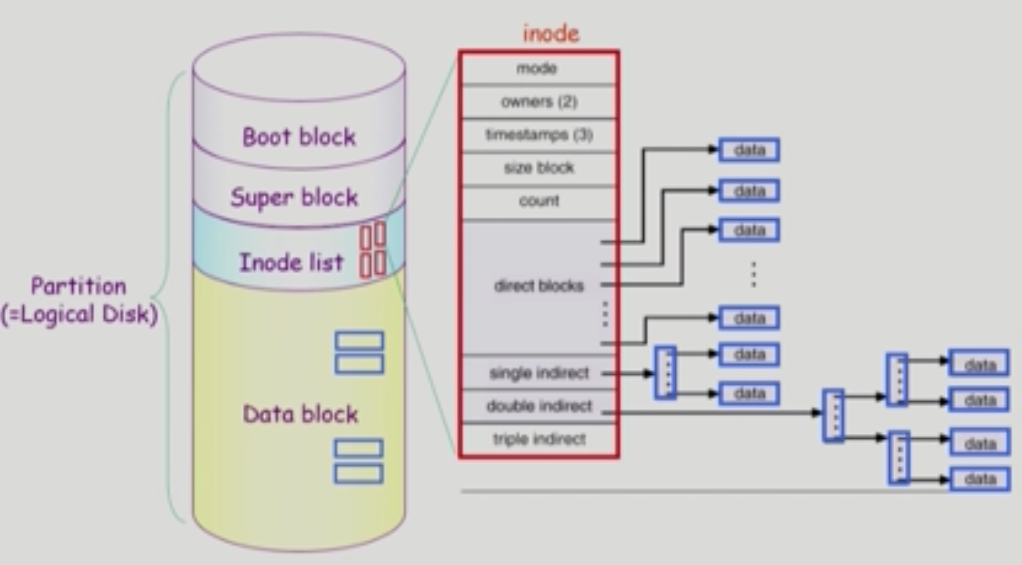 inode
mode
owners (2)
timestamps (3)
size block
count
direct blocks
single indirect
double indirect
triple indirect
Boot block
Super block
Inode list
Data block
Partition
(=Logical Disk)
data
data
data
data
data
data
data
data
data
data